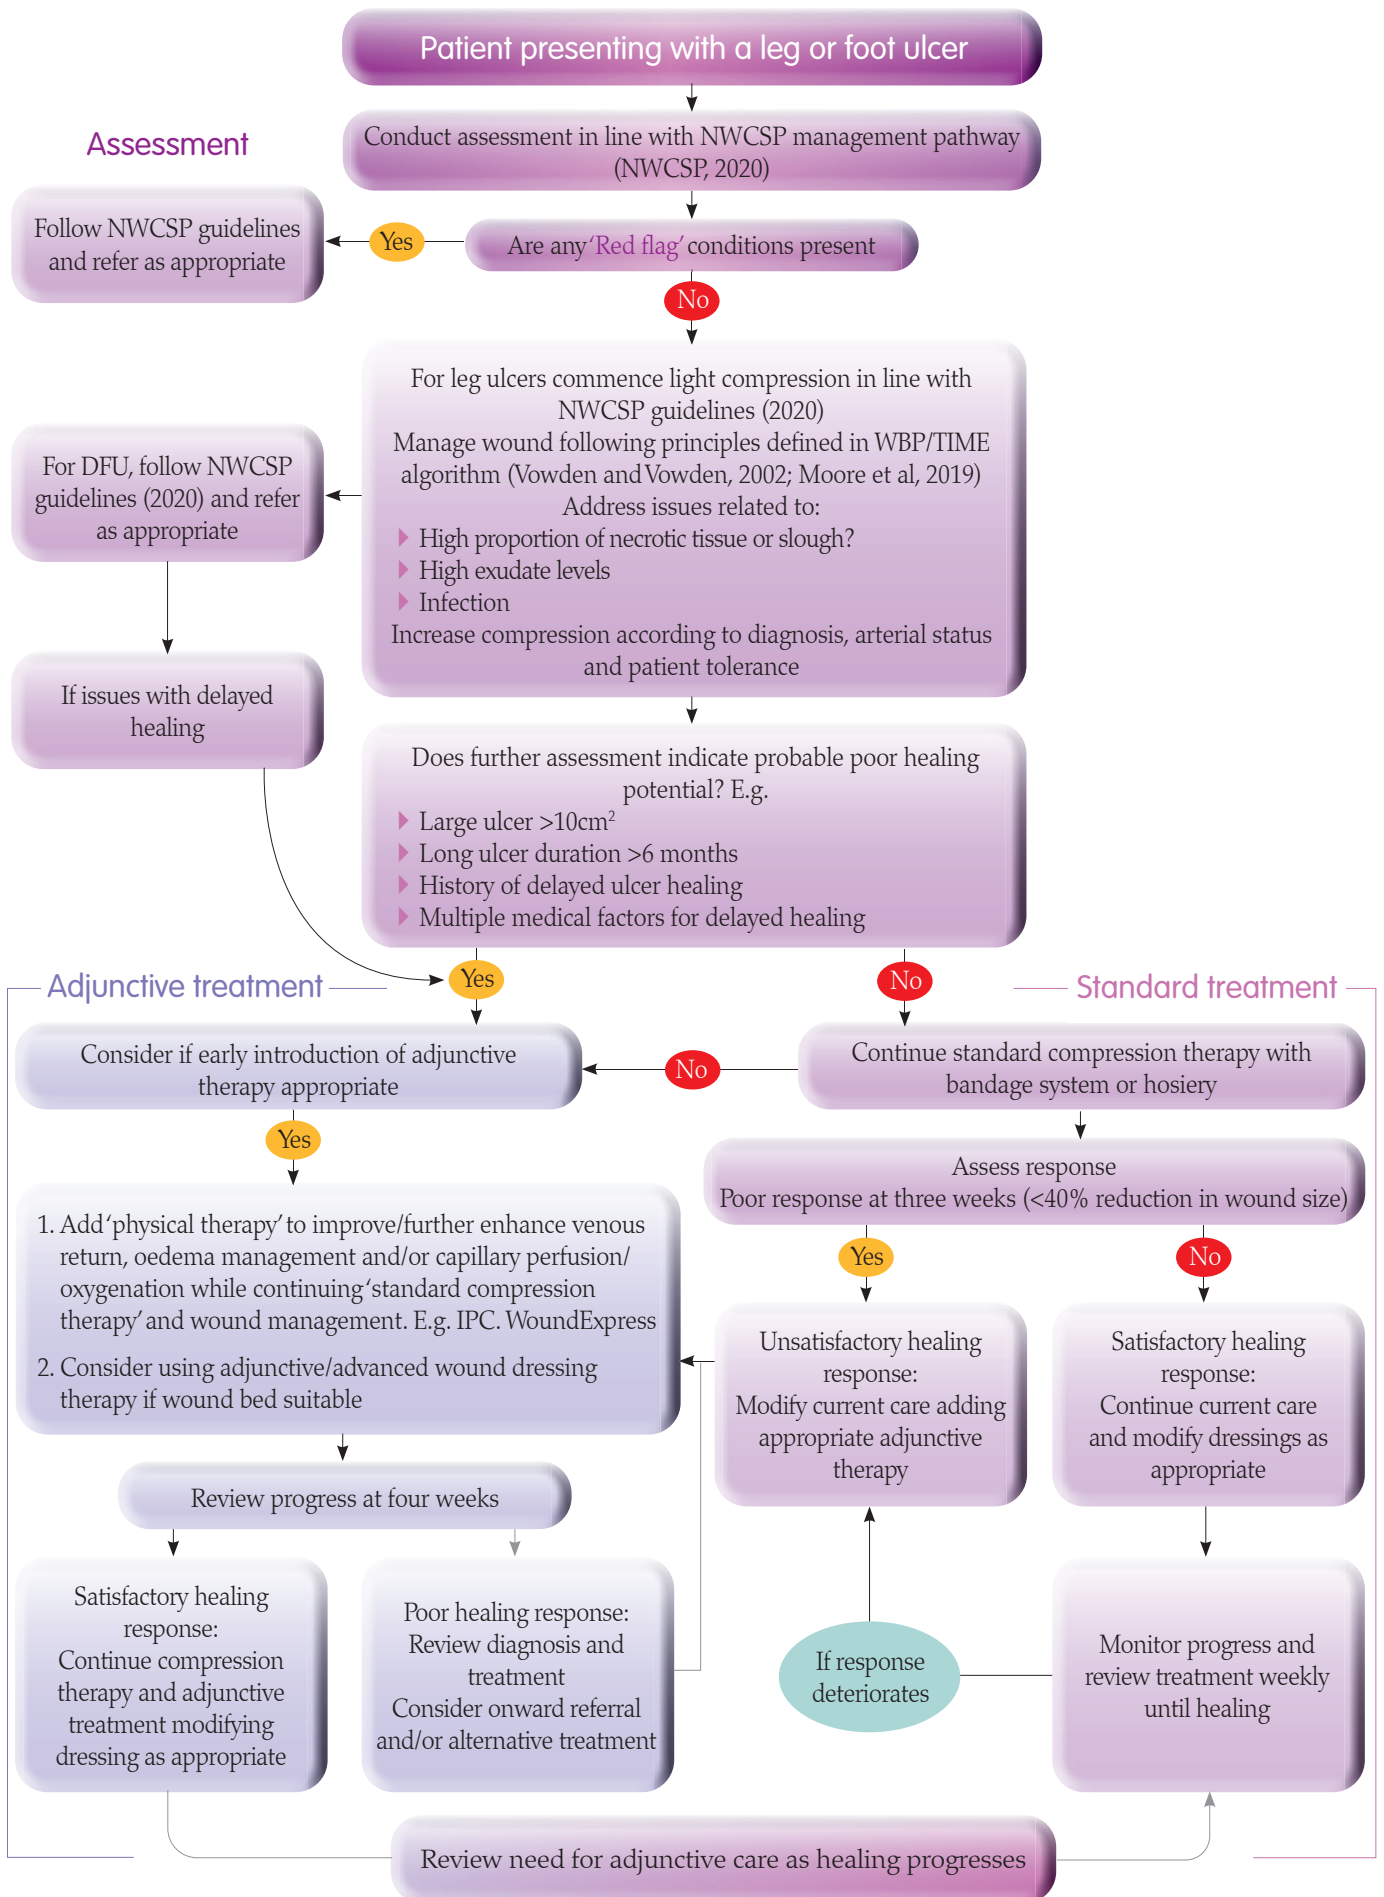 Patient presenting with a leg or foot ulcer
Assessment
Conduct assessment in line with NWCSP management pathway
(NWCSP, 2020)
Follow NWCSP guidelines
and refer as appropriate
Yes
Are any ‘Red flag’ conditions present
No
For leg ulcers commence light compression in line with
NWCSP guidelines (2020)
Manage wound following principles defined in WBP/TIME
algorithm (Vowden and Vowden, 2002; Moore et al, 2019)
Address issues related to:
High proportion of necrotic tissue or slough?
High exudate levels
Infection
Increase compression according to diagnosis, arterial status
and patient tolerance
For DFU, follow NWCSP
guidelines (2020) and refer
as appropriate
If issues with delayed
healing
Does further assessment indicate probable poor healing
potential? E.g.
Large ulcer >10cm²
Long ulcer duration >6 months
History of delayed ulcer healing
Multiple medical factors for delayed healing
Yes
No
Adjunctive treatment
Standard treatment
Consider if early introduction of adjunctive
therapy appropriate
No
Continue standard compression therapy with
bandage system or hosiery
Yes
Assess response
Poor response at three weeks (<40% reduction in wound size)
1. Add ‘physical therapy’ to improve/further enhance venous
return, oedema management and/or capillary perfusion/
oxygenation while continuing ‘standard compression
therapy’ and wound management. E.g. IPC. WoundExpress
2. Consider using adjunctive/advanced wound dressing
therapy if wound bed suitable
Yes
No
Unsatisfactory healing
response:
Modify current care adding
appropriate adjunctive
therapy
Satisfactory healing
response:
Continue current care
and modify dressings as
appropriate
Review progress at four weeks
Satisfactory healing
response:
Continue compression
therapy and adjunctive
treatment modifying
dressing as appropriate
Poor healing response:
Review diagnosis and
treatment
Consider onward referral
and/or alternative treatment
If response
deteriorates
Monitor progress and
review treatment weekly
until healing
Review need for adjunctive care as healing progresses